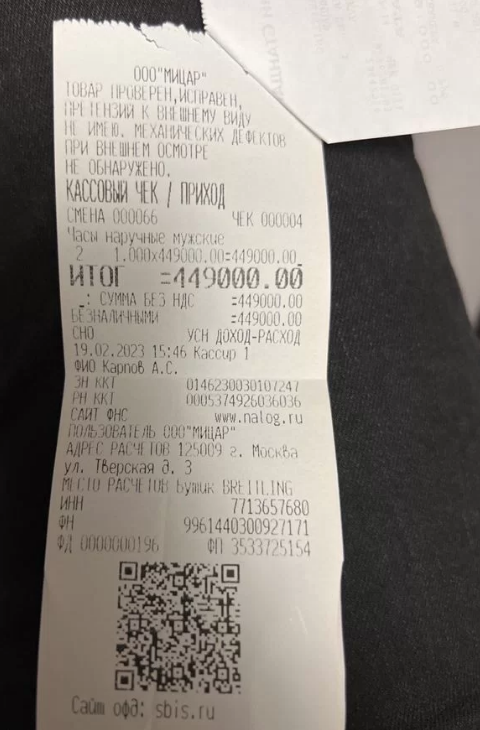 ООО"МИЦАР"
ТОВАР ПРОВЕРЕН,ИСПРАВЕН,
ПРЕТЕНЗИЙ К ВНЕШНЕМУ ВИДУ
НЕ ИМЕЮ. МЕХАНИЧЕСКИХ ДЕФЕКТОВ
ПРИ ВНЕШНЕМ ОСМОТРЕ
НЕ ОБНАРУЖЕНО.
КАССОВЫЙ ЧЕК / ПРИХОД
СМЕНА 000066 ЧЕК 000004
Часы наручные мужские
2 1.000x449000.00=449000.00
ИТОГ =449000.00
_: СУММА БЕЗ НДС =449000.00
БЕЗНАЛИЧНЫМИ =449000.00
СНО УСН ДОХОД-РАСХОД
19.02.2023 15:46 Кассир 1
ФИО Карпов А.С.
ЗН ККТ 0146230030107247
РН ККТ 0005374926036036
САЙТ ФНС www.nalog.ru
ПОЛЬЗОВАТЕЛЬ ООО"МИЦАР"
АДРЕС РАСЧЕТОВ 125009 г. Москва
ул. Тверская д. 3
МЕСТО РАСЧЕТОВ Бутик BREITLING
ИНН 7713657680
ФН 9961440300927171
ФД 0000000196 ФП 3533725154
Сайт офд: sbis.ru